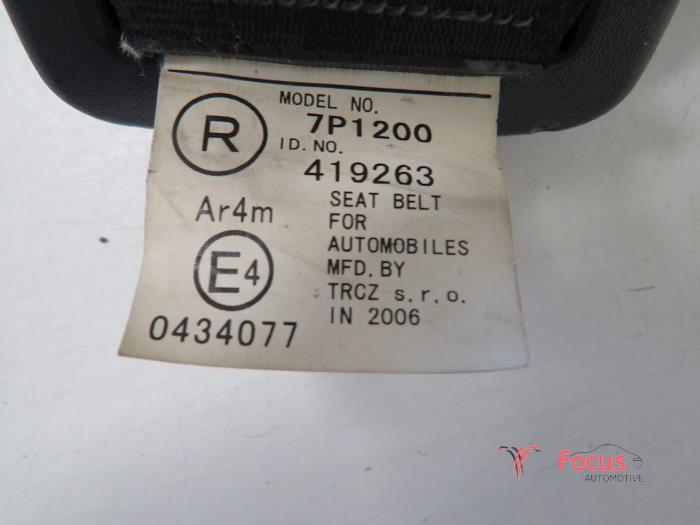 MODEL NO.
7P1200
R
I D. NO.
419263
Ar4m
SEAT BELT
FOR
AUTOMOBILES
E4
MFD. BY
TRCZ s.r.o.
0434077
IN 2006
Focus
AUTOMOTIVE